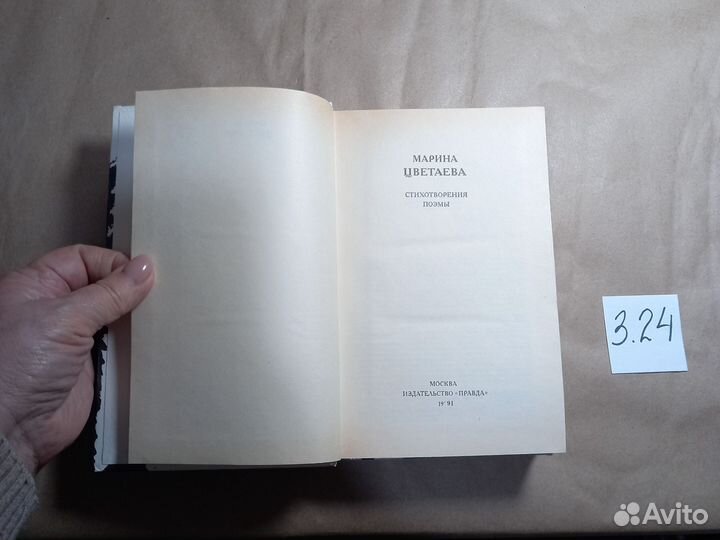 МАРИНА
ЦВЕТАЕВА
СТИХОТВОРЕНИЯ
ПОЭМЫ
МОСКВА
ИЗДАТЕЛЬСТВО «ПРАВДА»
19 91
3.24
Avito